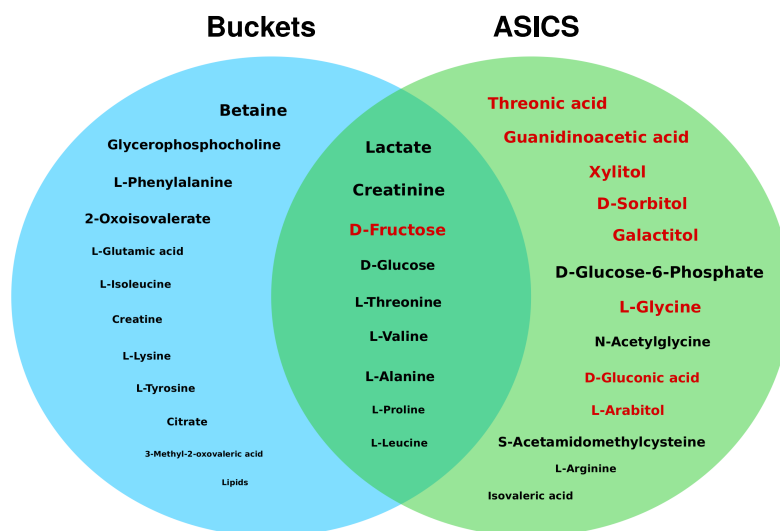 Buckets
ASICS
Betaine
Glycerophosphocholine
L-Phenylalanine
2-Oxoisovalerate
L-Glutamic acid
L-Isoleucine
Creatine
L-Lysine
L-Tyrosine
Citrate
3-Methyl-2-oxovaleric acid
Lipids
Lactate
Creatinine
D-Fructose
D-Glucose
L-Threonine
L-Valine
L-Alanine
L-Proline
L-Leucine
Threonic acid
Guanidinoacetic acid
Xylitol
D-Sorbitol
Galactitol
D-Glucose-6-Phosphate
L-Glycine
N-Acetylglycine
D-Gluconic acid
L-Arabitol
S-Acetamidomethylcysteine
L-Arginine
Isovaleric acid